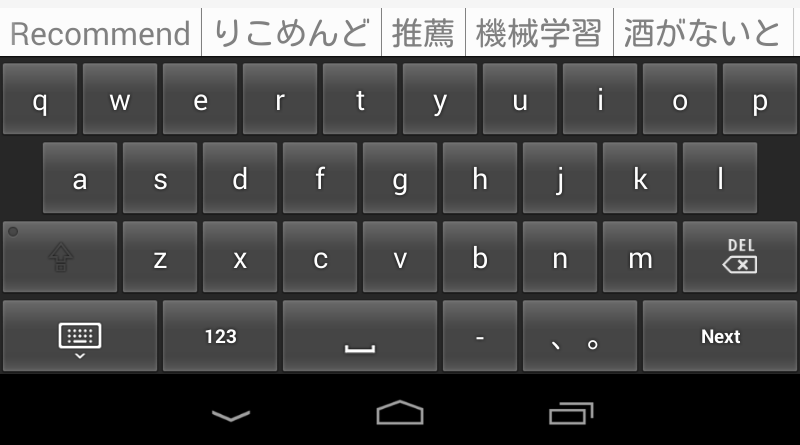 Recommend りこめんど 推薦 機械学習 酒がないと
q w e r t y u i o p
a s d f g h j k l
z x c v b n m DEL
123 - 、。 Next